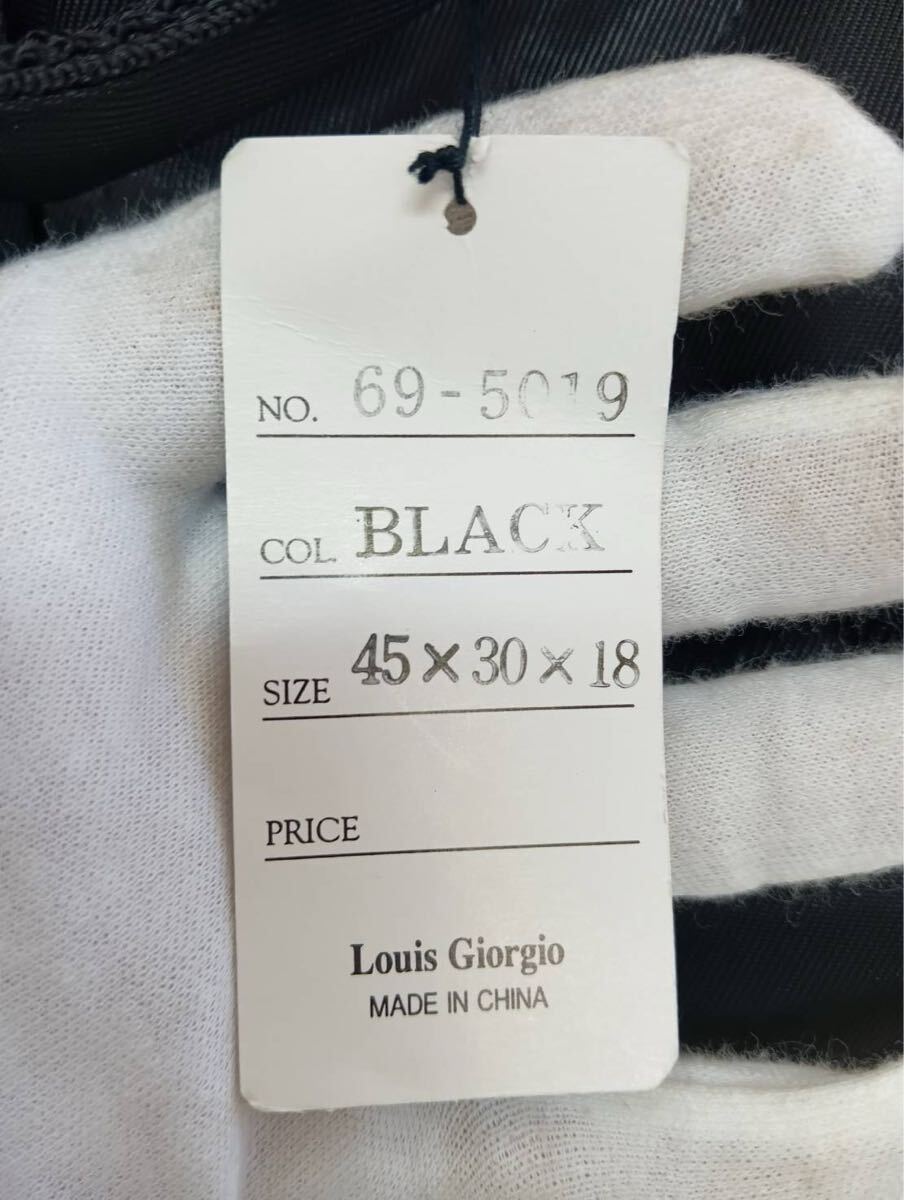 NO. 69-5019
COL. BLACK
SIZE 45×30×18
PRICE
Louis Giorgio
MADE IN CHINA